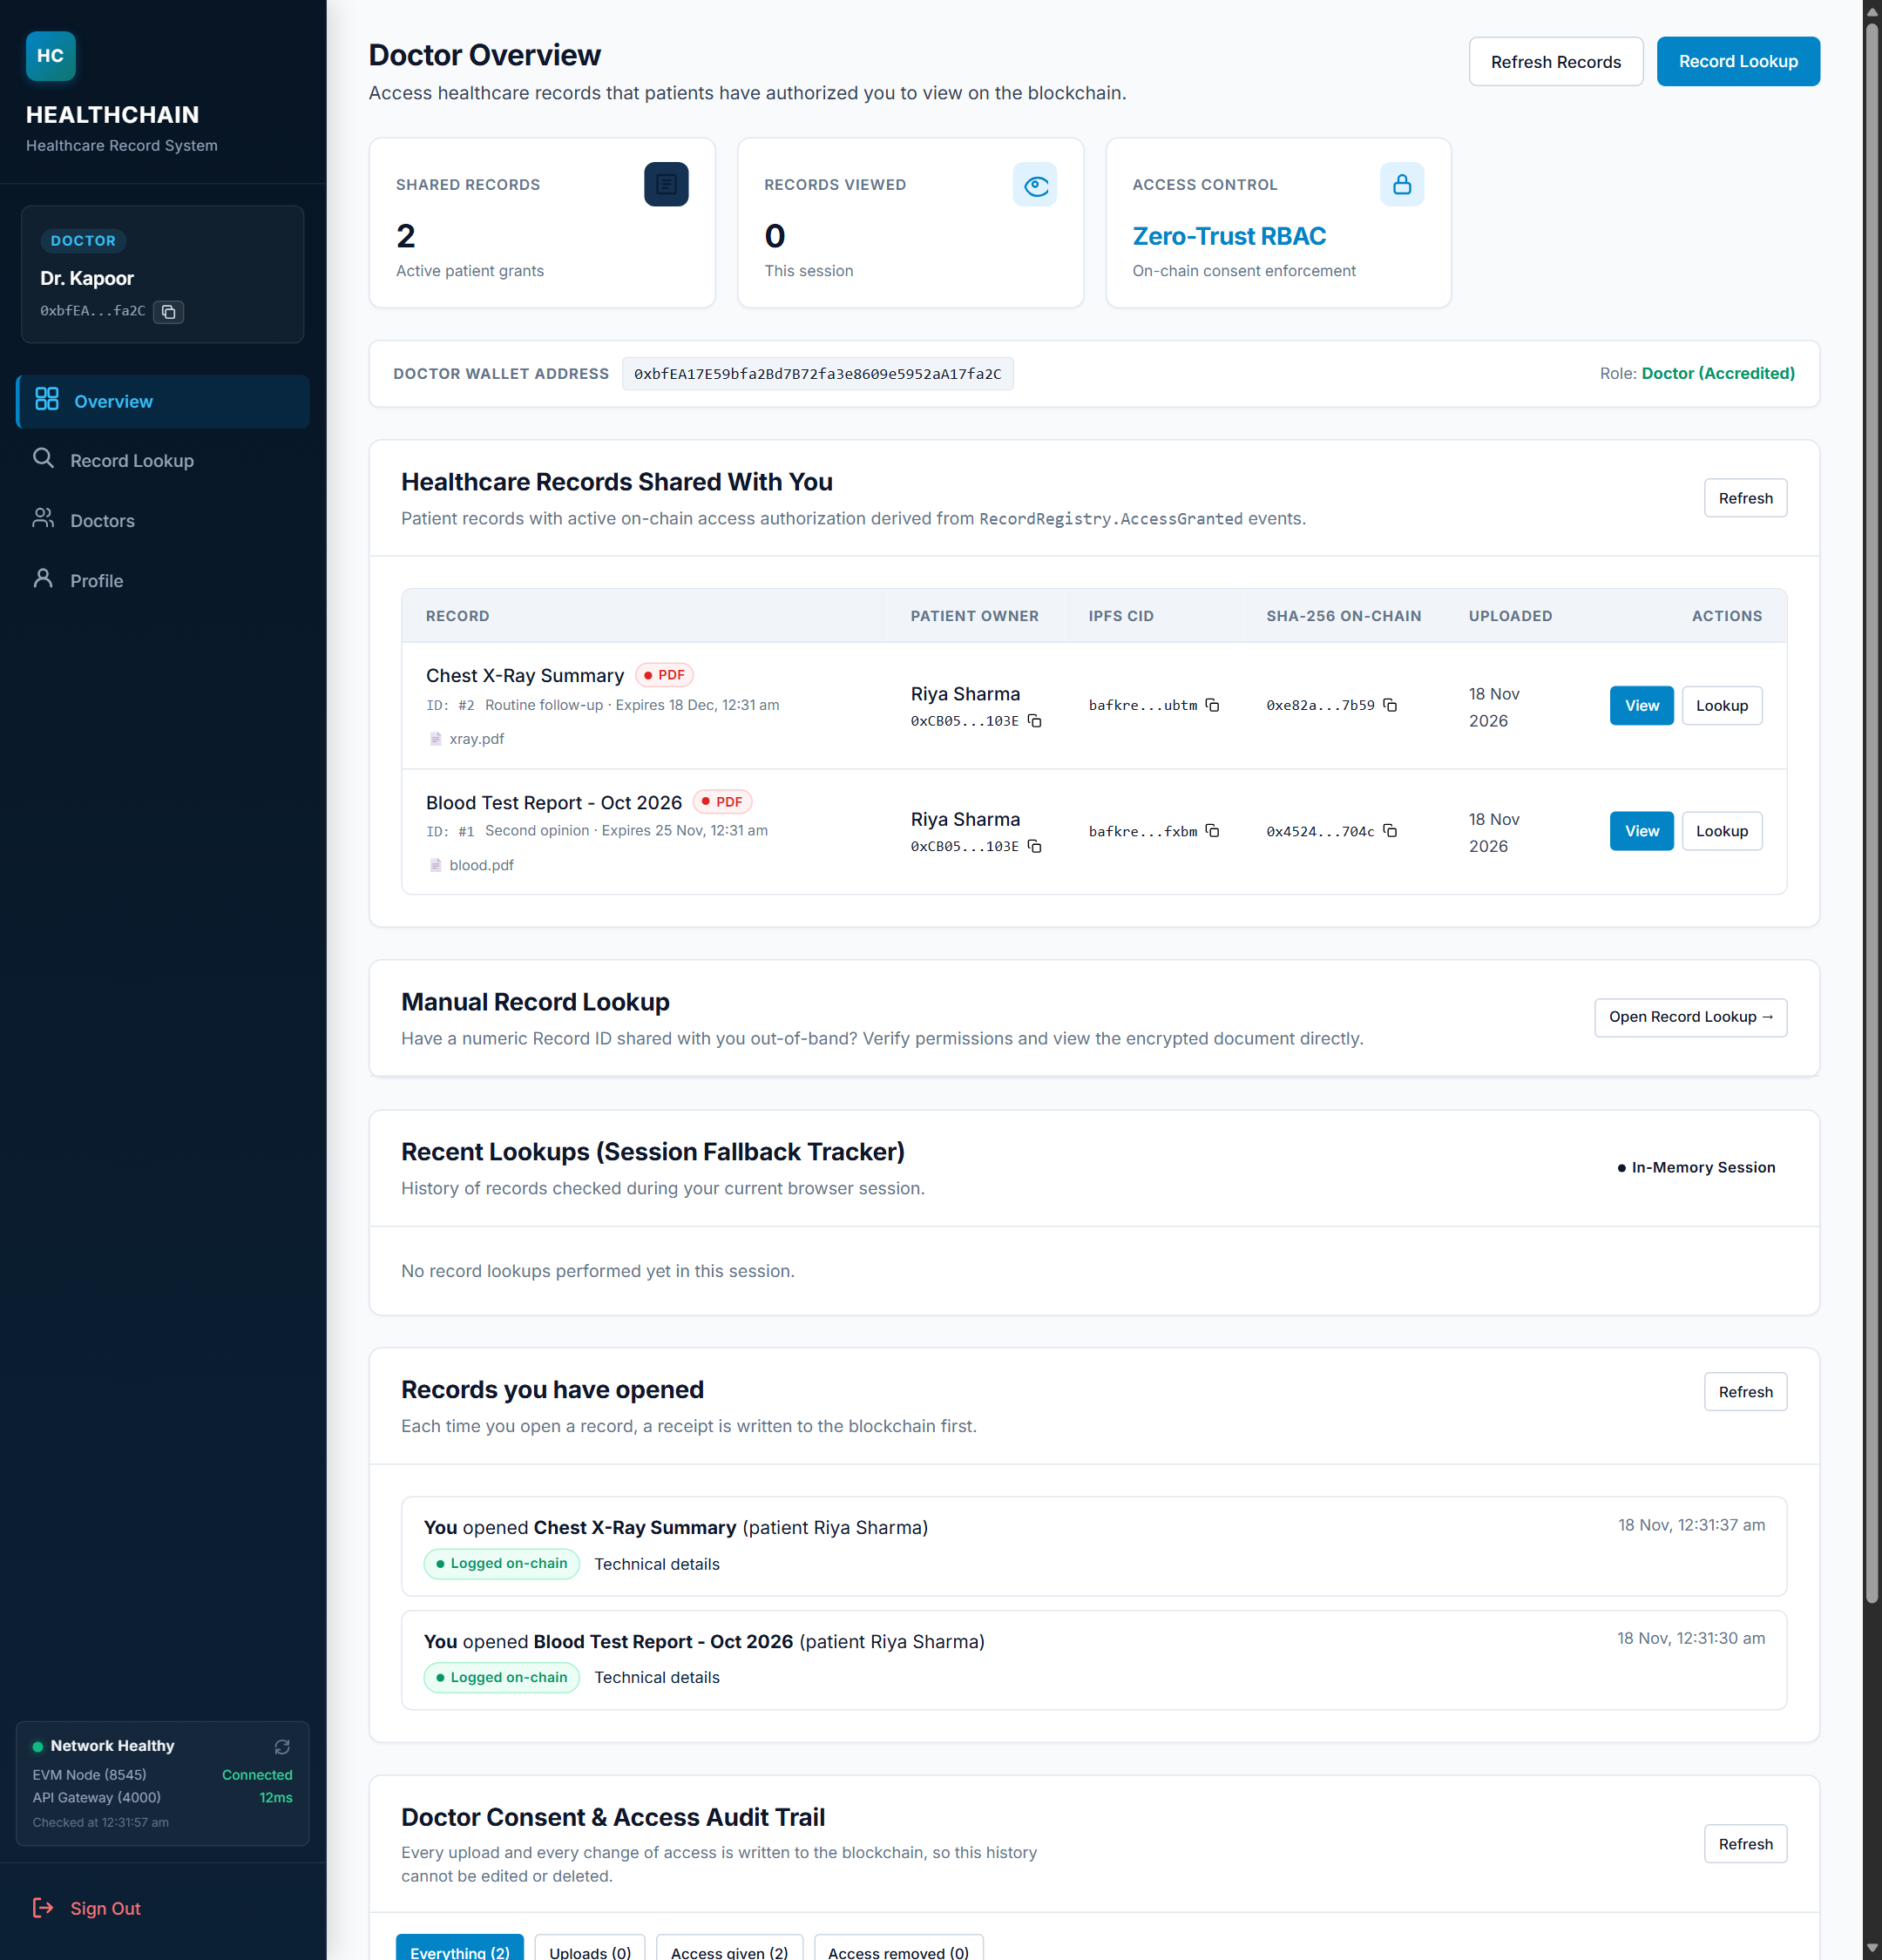 HC
HEALTHCHAIN
Healthcare Record System
DOCTOR
Dr. Kapoor
0xbfEA...fa2C
Overview
Record Lookup
Doctors
Profile
Network Healthy
EVM Node (8545) Connected
API Gateway (4000) 12ms
Checked at 12:31:57 am
Sign Out
Doctor Overview
Access healthcare records that patients have authorized you to view on the blockchain.
Refresh Records
Record Lookup
SHARED RECORDS
2
Active patient grants
RECORDS VIEWED
0
This session
ACCESS CONTROL
Zero-Trust RBAC
On-chain consent enforcement
DOCTOR WALLET ADDRESS 0xbfEA17E59bfa2Bd7B72fa3e8609e5952aA17fa2C Role: Doctor (Accredited)
Healthcare Records Shared With You
Patient records with active on-chain access authorization derived from RecordRegistry.AccessGranted events.
Refresh
RECORD PATIENT OWNER IPFS CID SHA-256 ON-CHAIN UPLOADED ACTIONS
Chest X-Ray Summary PDF
ID: #2 Routine follow-up · Expires 18 Dec, 12:31 am
xray.pdf
Riya Sharma
0xCB05...103E
bafkre...ubtm
0xe82a...7b59
18 Nov
2026
View Lookup
Blood Test Report - Oct 2026 PDF
ID: #1 Second opinion · Expires 25 Nov, 12:31 am
blood.pdf
Riya Sharma
0xCB05...103E
bafkre...fxbm
0x4524...704c
18 Nov
2026
View Lookup
Manual Record Lookup
Have a numeric Record ID shared with you out-of-band? Verify permissions and view the encrypted document directly.
Open Record Lookup →
Recent Lookups (Session Fallback Tracker)
History of records checked during your current browser session.
In-Memory Session
No record lookups performed yet in this session.
Records you have opened
Each time you open a record, a receipt is written to the blockchain first.
Refresh
You opened Chest X-Ray Summary (patient Riya Sharma) 18 Nov, 12:31:37 am
Logged on-chain Technical details
You opened Blood Test Report - Oct 2026 (patient Riya Sharma) 18 Nov, 12:31:30 am
Logged on-chain Technical details
Doctor Consent & Access Audit Trail
Every upload and every change of access is written to the blockchain, so this history
cannot be edited or deleted.
Refresh
Everything (2) Uploads (0) Access given (2) Access removed (0)